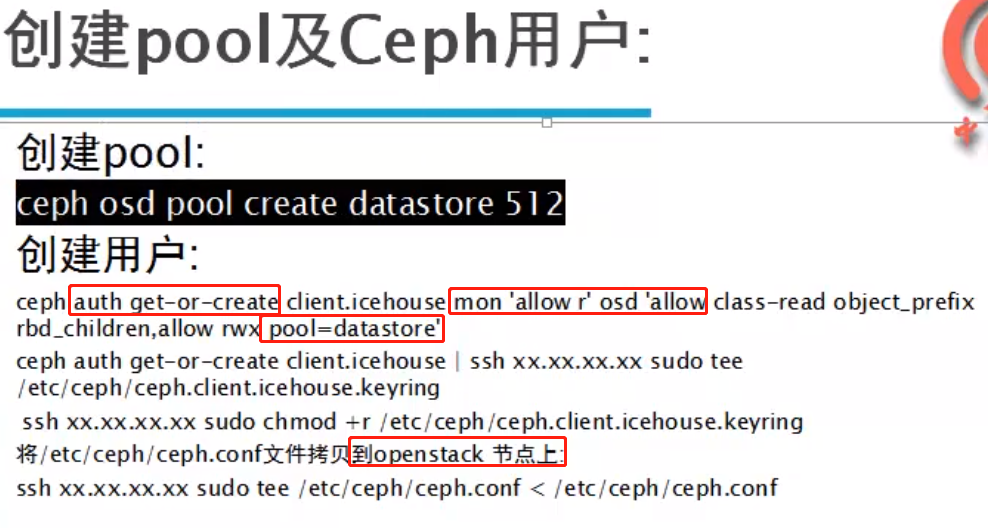 创建pool及Ceph用户:
创建pool:
ceph osd pool create datastore 512
创建用户:
ceph auth get-or-create client.icehouse mon 'allow r' osd 'allow class-read object_prefix
rbd_children,allow rwx pool=datastore'
ceph auth get-or-create client.icehouse | ssh xx.xx.xx.xx sudo tee
/etc/ceph/ceph.client.icehouse.keyring
ssh xx.xx.xx.xx sudo chmod +r /etc/ceph/ceph.client.icehouse.keyring
将/etc/ceph/ceph.conf文件拷贝到openstack 节点上:
ssh xx.xx.xx.xx sudo tee /etc/ceph/ceph.conf < /etc/ceph/ceph.conf